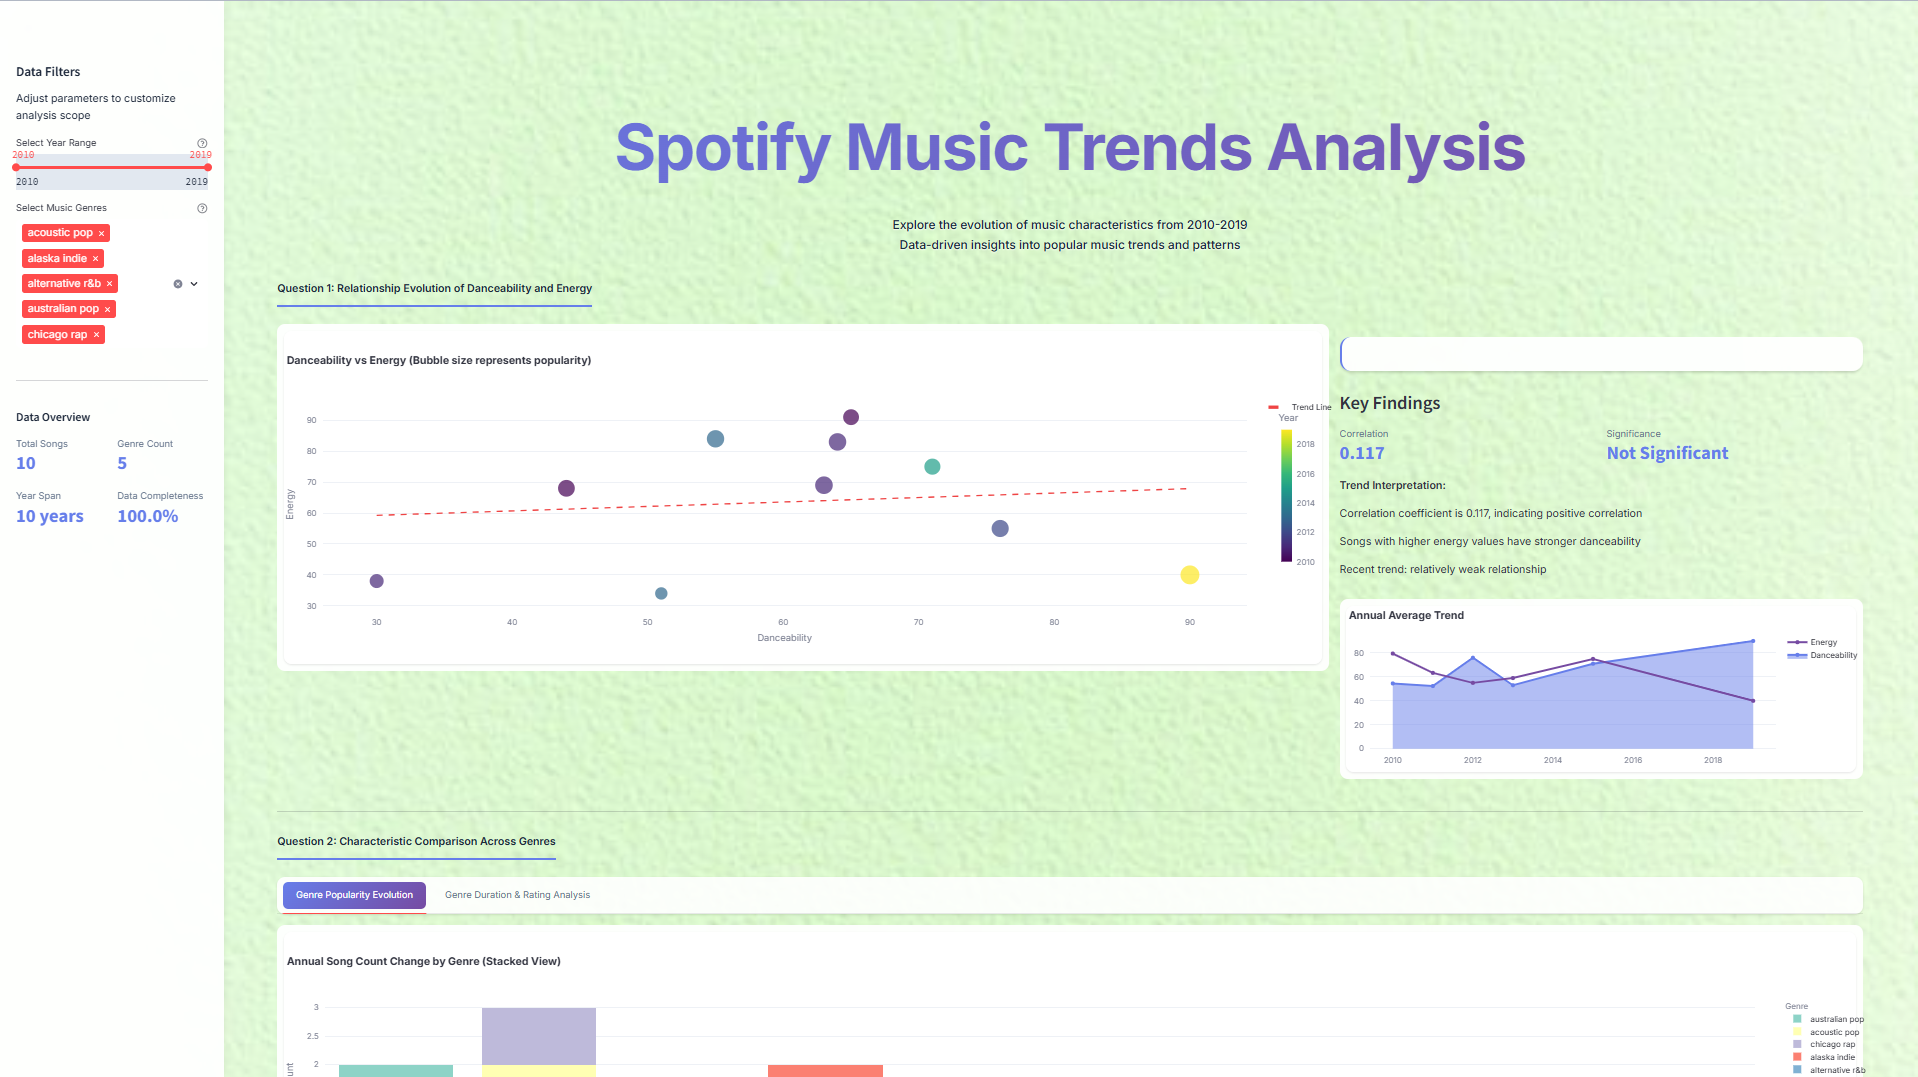 Data Filters
Adjust parameters to customize
analysis scope
Select Year Range
2010 2019
2010 2019
Select Music Genres
acoustic pop ×
alaska indie ×
alternative r&b ×
australian pop ×
chicago rap ×
Data Overview
Total Songs Genre Count
10 5
Year Span Data Completeness
10 years 100.0%
Spotify Music Trends Analysis
Explore the evolution of music characteristics from 2010-2019
Data-driven insights into popular music trends and patterns
Question 1: Relationship Evolution of Danceability and Energy
Danceability vs Energy (Bubble size represents popularity)
Energy
90
80
70
60
50
40
30
30 40 50 60 70 80 90
Danceability
Trend Line
Year
2018
2016
2014
2012
2010
Key Findings
Correlation Significance
0.117 Not Significant
Trend Interpretation:
Correlation coefficient is 0.117, indicating positive correlation
Songs with higher energy values have stronger danceability
Recent trend: relatively weak relationship
Annual Average Trend
80
60
40
20
0
2010 2012 2014 2016 2018
Energy
Danceability
Question 2: Characteristic Comparison Across Genres
Genre Popularity Evolution Genre Duration & Rating Analysis
Annual Song Count Change by Genre (Stacked View)
3
2.5
2
Genre
australian pop
acoustic pop
chicago rap
alaska indie
alternative r&b